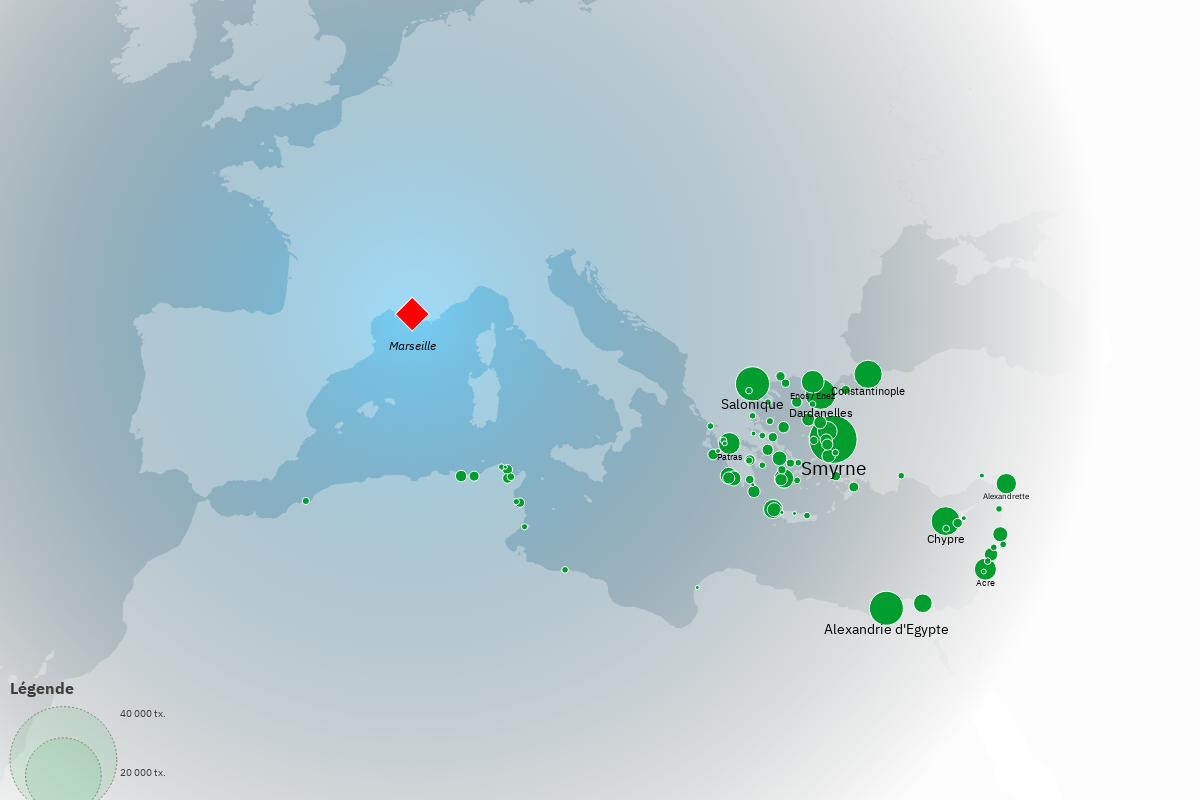 Marseille
Constantinople
Enos / Enez
Salonique
Dardanelles
Patras
Smyrne
Alexandrette
Chypre
Acre
Alexandrie d'Egypte
Légende
40 000 tx.
20 000 tx.